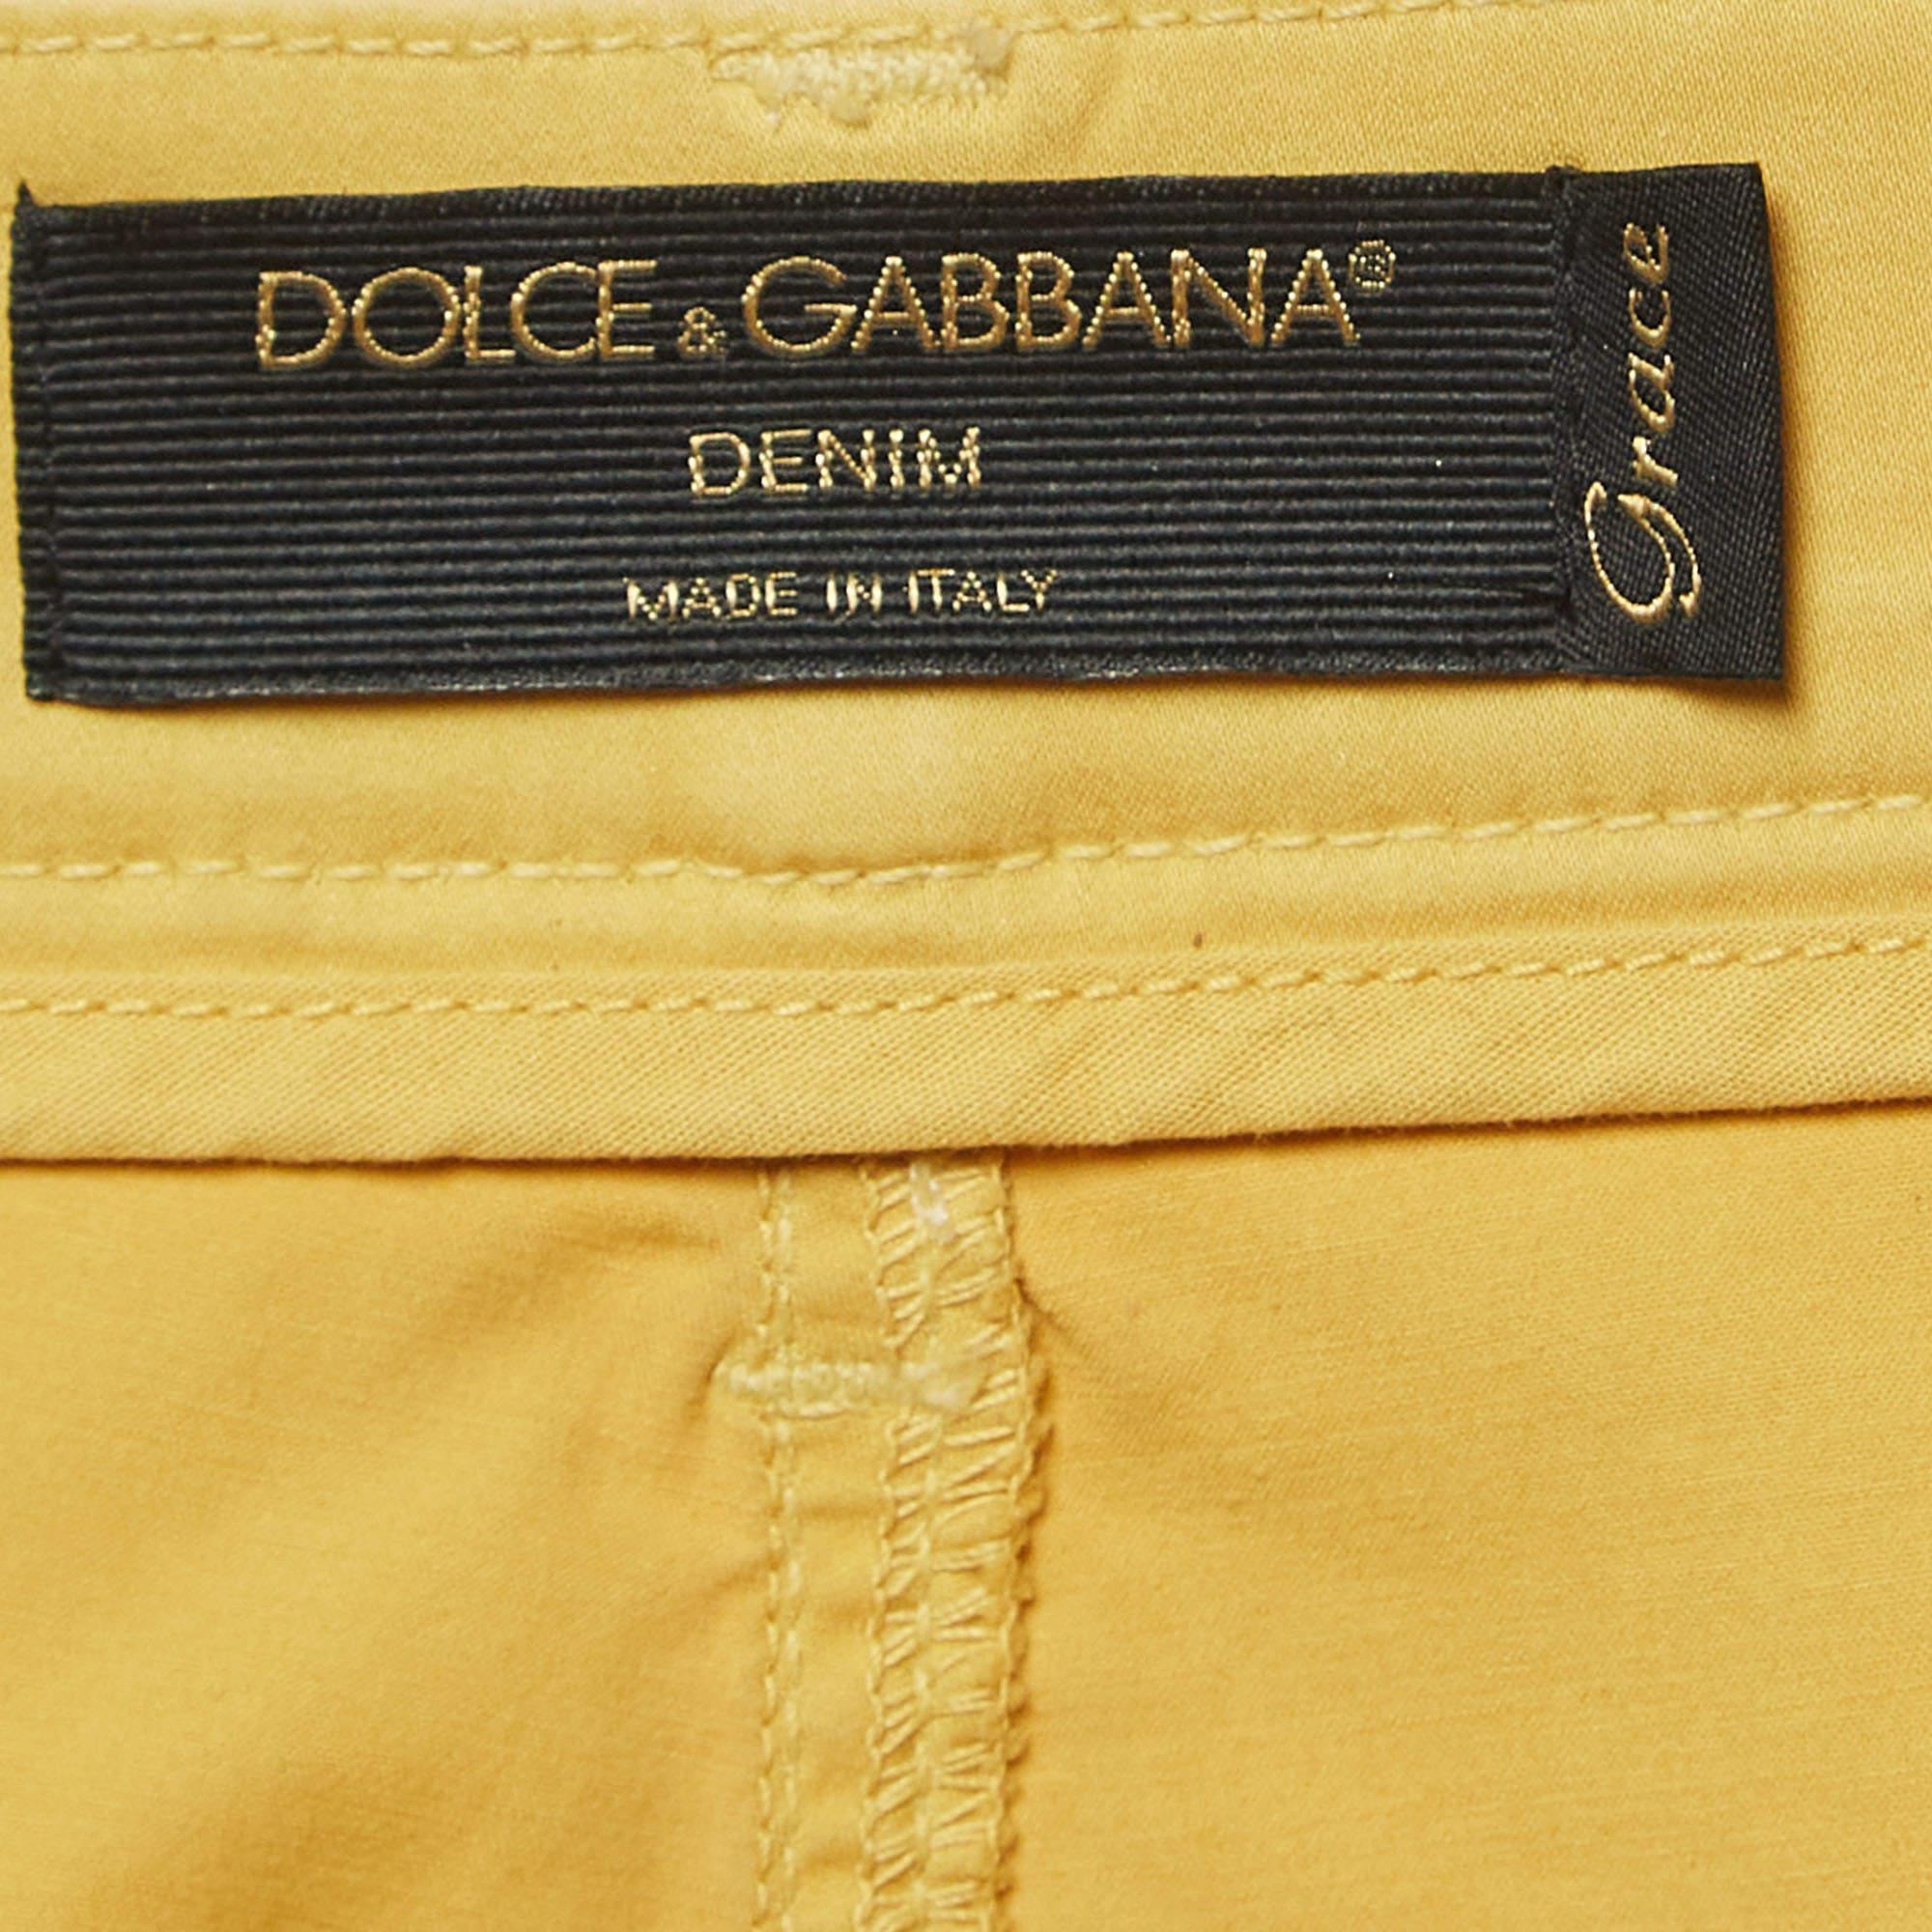 DOLCE & GABBANA®
DENIM
MADE IN ITALY
Grace